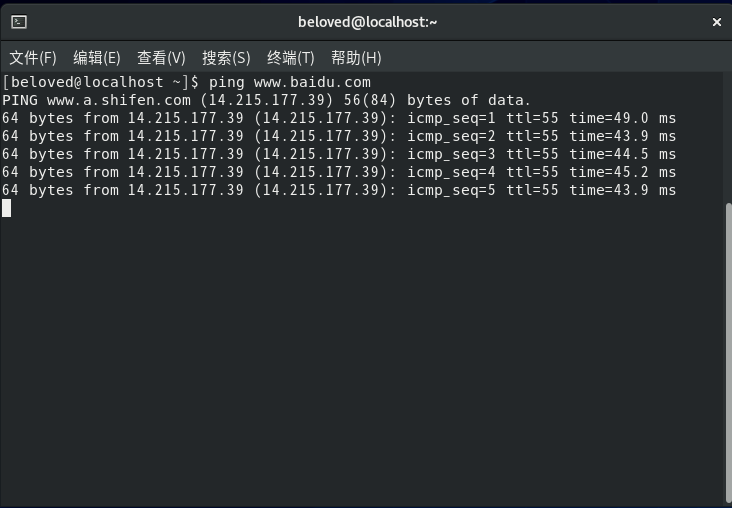 beloved@localhost:~
文件(F) 编辑(E) 查看(V) 搜索(S) 终端(T) 帮助(H)
[beloved@localhost ~]$ ping www.baidu.com
PING www.a.shifen.com (14.215.177.39) 56(84) bytes of data.
64 bytes from 14.215.177.39 (14.215.177.39): icmp_seq=1 ttl=55 time=49.0 ms
64 bytes from 14.215.177.39 (14.215.177.39): icmp_seq=2 ttl=55 time=43.9 ms
64 bytes from 14.215.177.39 (14.215.177.39): icmp_seq=3 ttl=55 time=44.5 ms
64 bytes from 14.215.177.39 (14.215.177.39): icmp_seq=4 ttl=55 time=45.2 ms
64 bytes from 14.215.177.39 (14.215.177.39): icmp_seq=5 ttl=55 time=43.9 ms